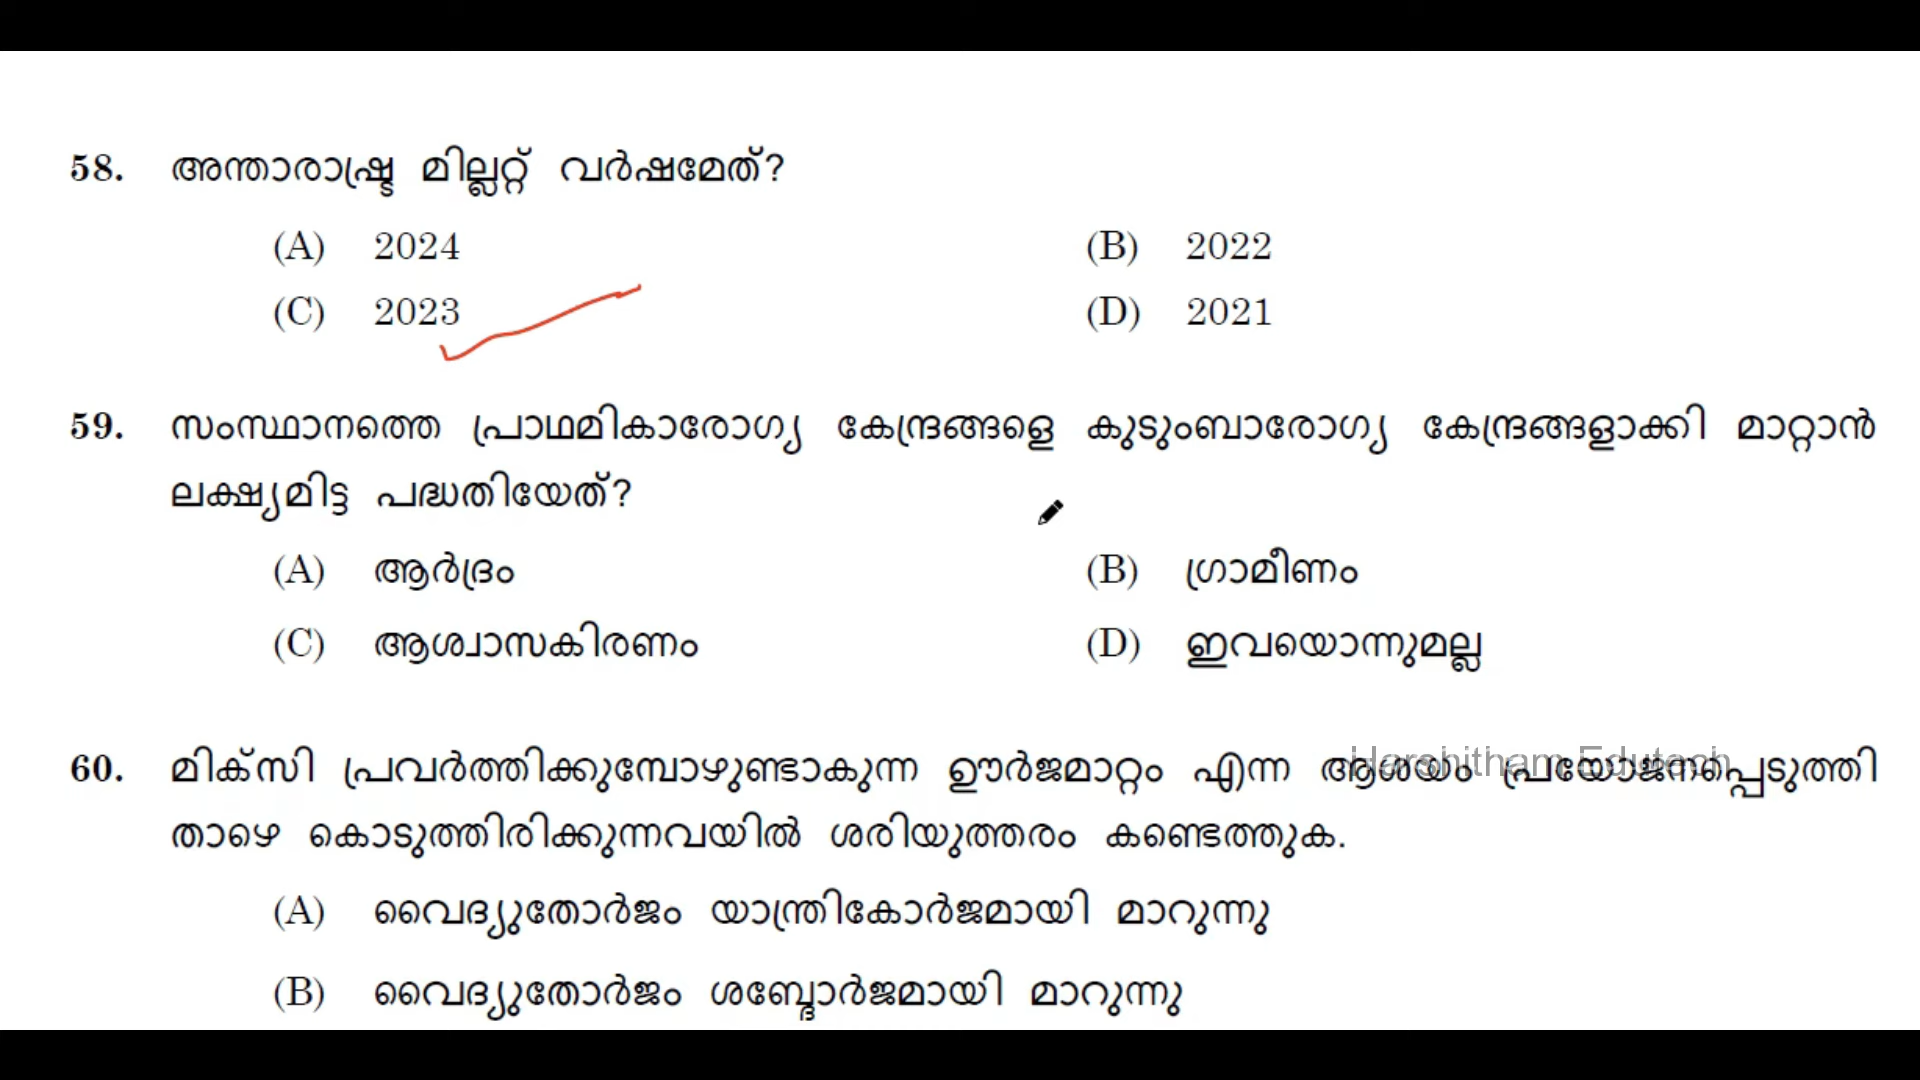 58. അന്താരാഷ്ട്ര മില്ലറ്റ് വർഷമേത്?
(A) 2024 (B) 2022
(C) 2023 (D) 2021
59. സംസ്ഥാനത്തെ പ്രാഥമികാരോഗ്യ കേന്ദ്രങ്ങളെ കുടുംബാരോഗ്യ കേന്ദ്രങ്ങളാക്കി മാറ്റാൻ
ലക്ഷ്യമിട്ട പദ്ധതിയേത്?
(A) ആർദ്രം (B) ഗ്രാമീണം
(C) ആശ്വാസകിരണം (D) ഇവയൊന്നുമല്ല
60. മിക്സി പ്രവർത്തിക്കുമ്പോഴുണ്ടാകുന്ന ഊർജമാറ്റം എന്ന ആശയം പ്രയോജനപ്പെടുത്തി
Harshitham Edutech
താഴെ കൊടുത്തിരിക്കുന്നവയിൽ ശരിയുത്തരം കണ്ടെത്തുക.
(A) വൈദ്യുതോർജം യാന്ത്രികോർജമായി മാറുന്നു
(B) വൈദ്യുതോർജം ശബ്ദോർജമായി മാറുന്നു